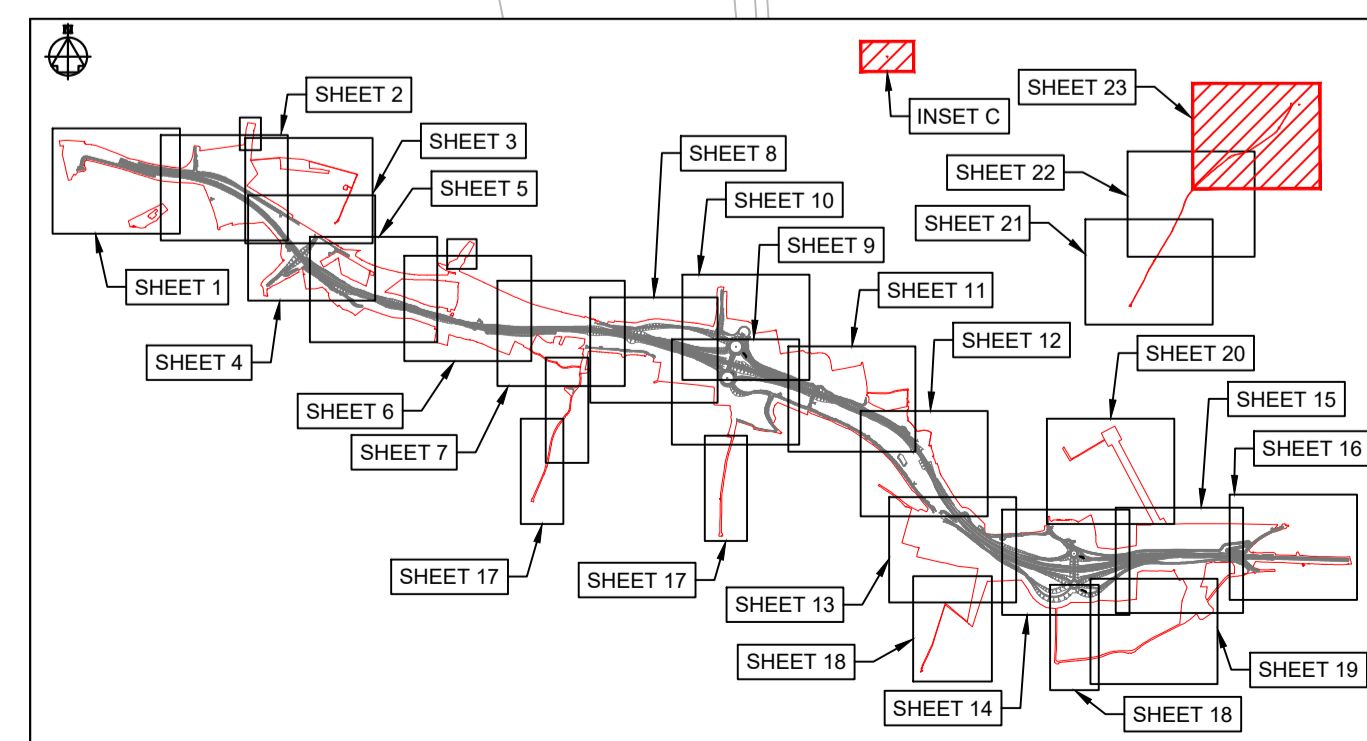 N
SHEET 2
INSET C
SHEET 23
SHEET 3
SHEET 8
SHEET 22
SHEET 5
SHEET 10
SHEET 21
SHEET 9
SHEET 1
SHEET 11
SHEET 12
SHEET 4
SHEET 20
SHEET 6
SHEET 15
SHEET 7
SHEET 16
SHEET 17
SHEET 17
SHEET 13
SHEET 18
SHEET 19
SHEET 14
SHEET 18